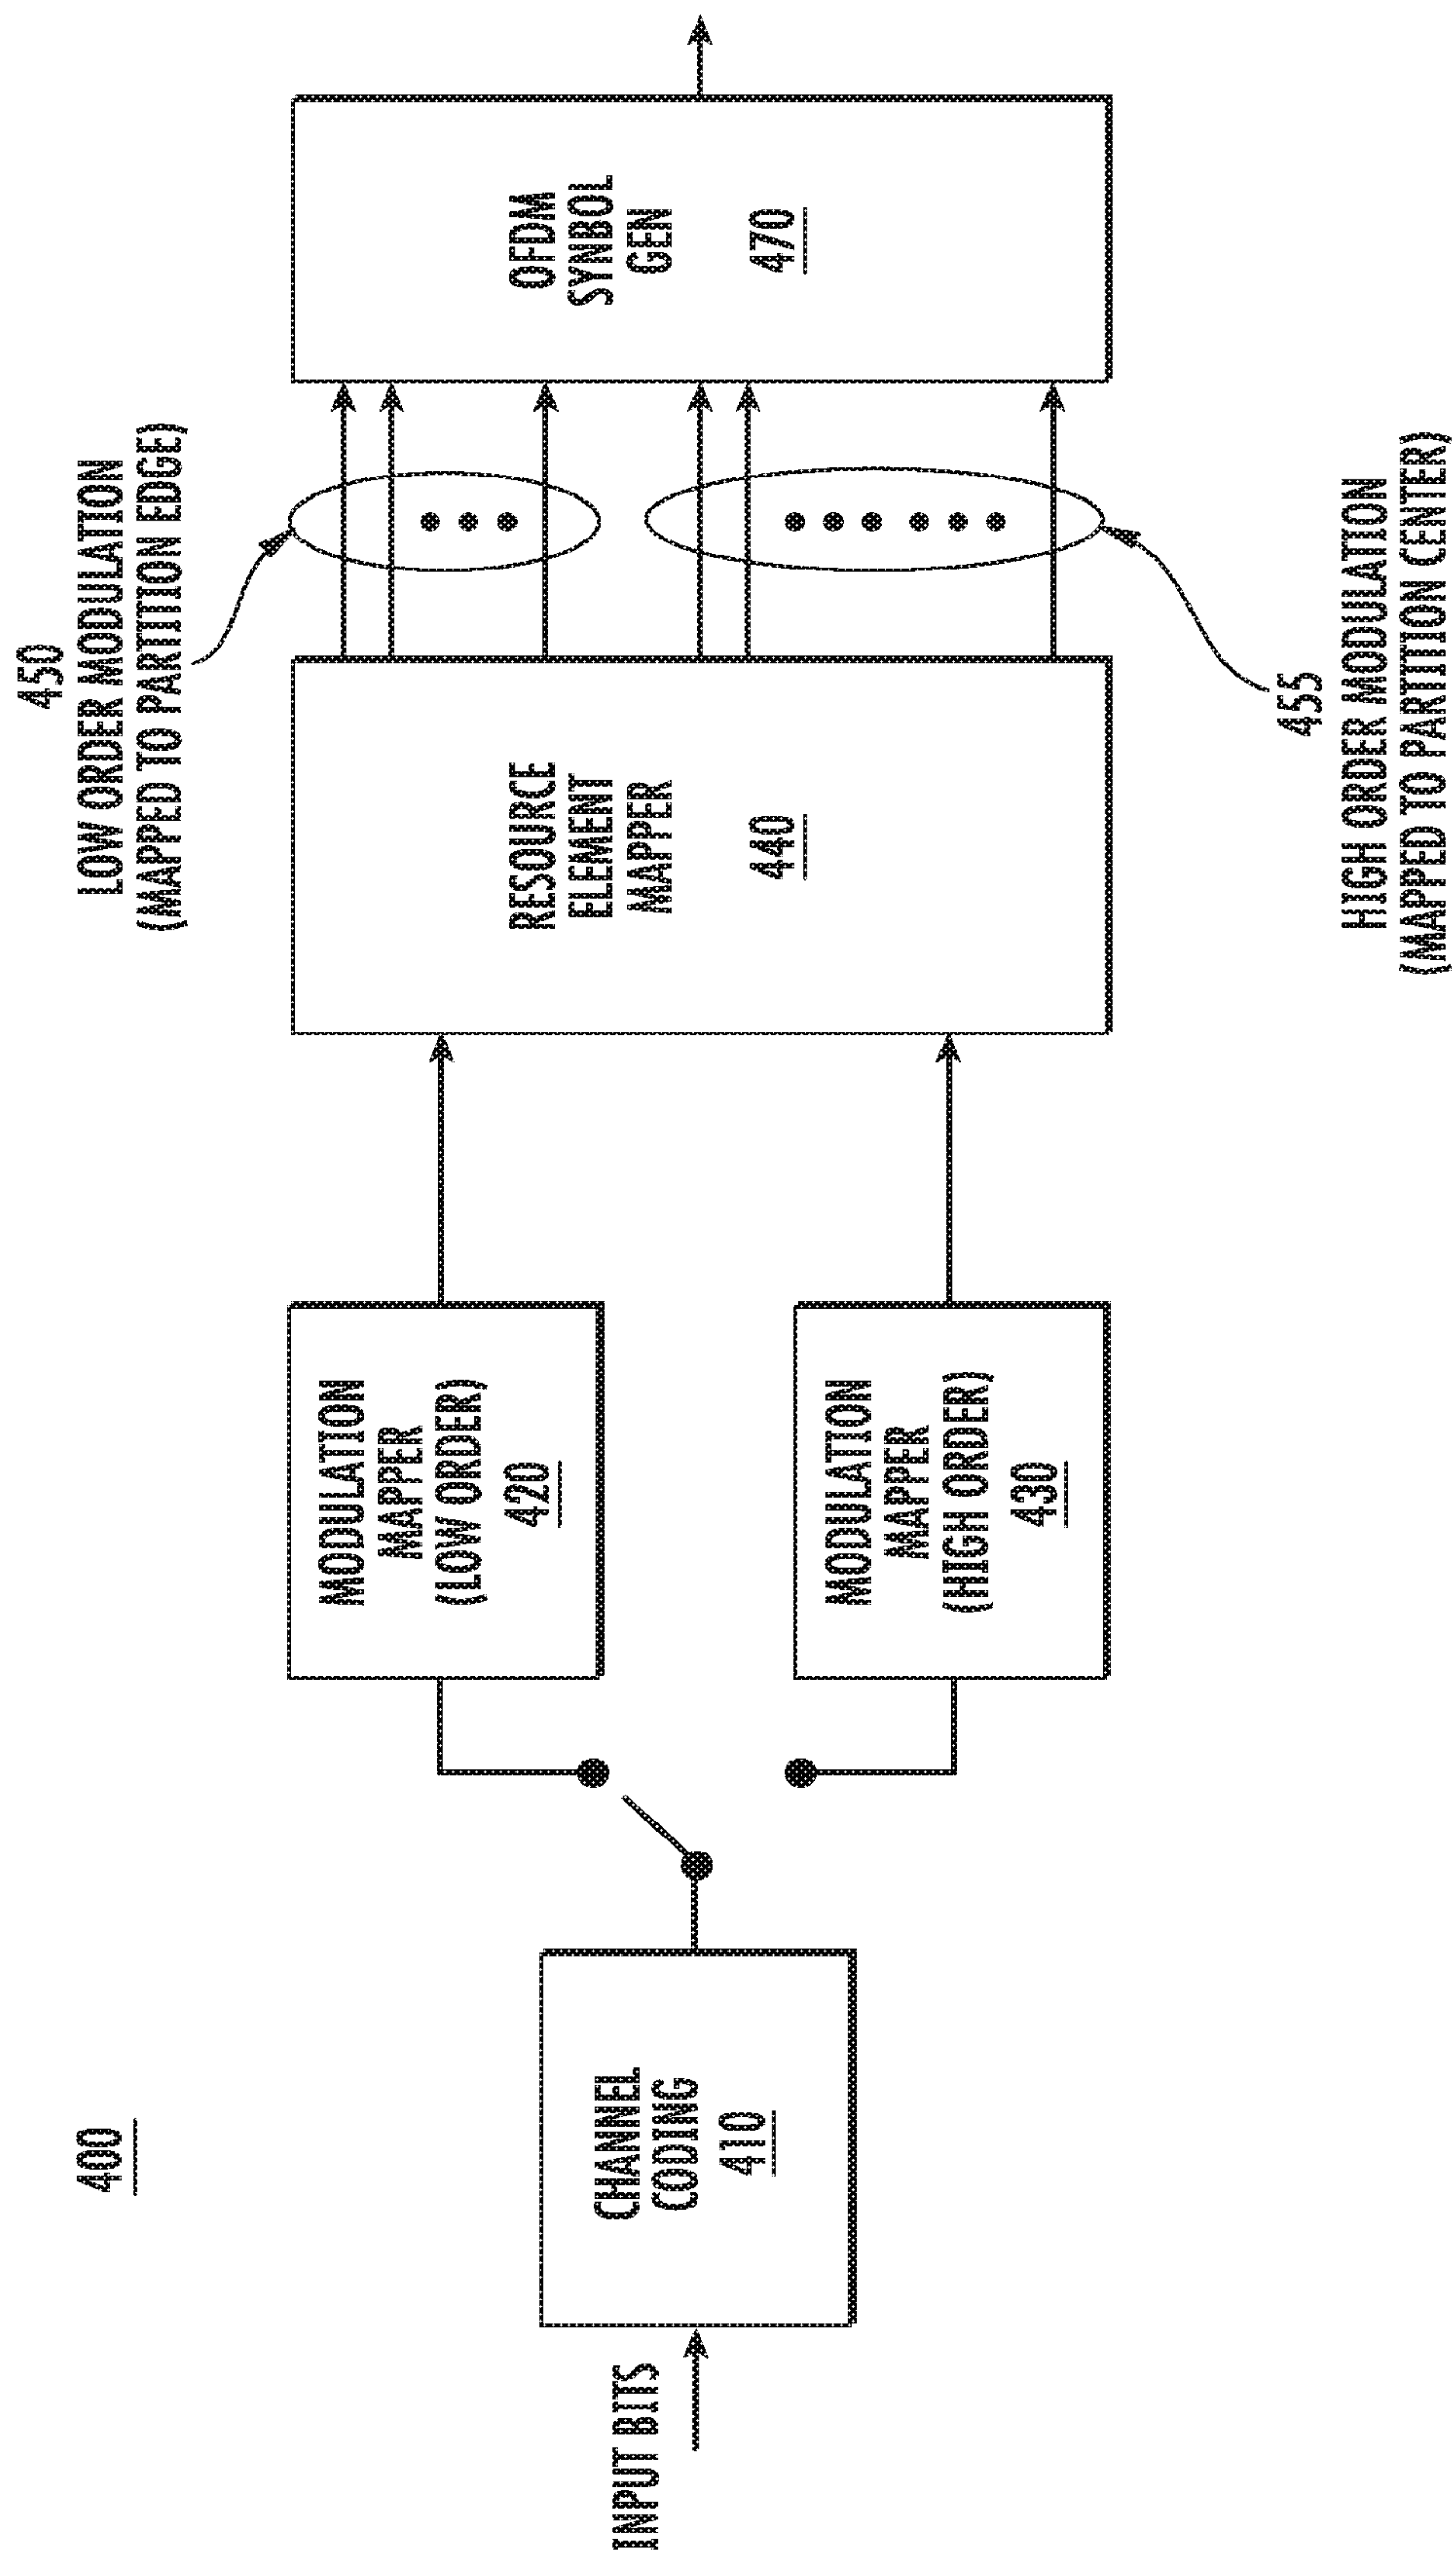 400
INPUT BITS
CHANNEL
CODING
410
MODULATION
MAPPER
(LOW ORDER)
420
MODULATION
MAPPER
(HIGH ORDER)
430
RESOURCE
ELEMENT
MAPPER
440
450
LOW ORDER MODULATION
(MAPPED TO PARTITION EDGE)
455
HIGH ORDER MODULATION
(MAPPED TO PARTITION CENTER)
OFDM
SYNBOL
GEN
470